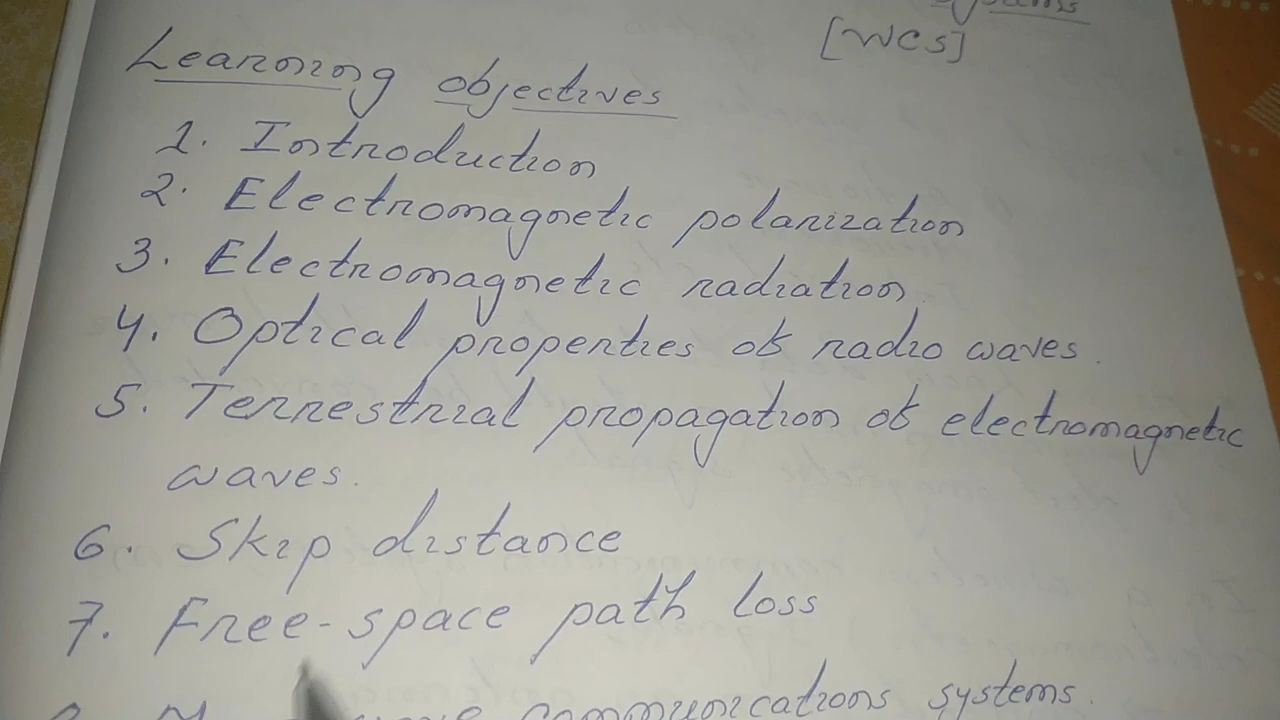 [WCS]
Learning objectives
1. Introduction
2. Electromagnetic polarization
3. Electromagnetic radiation
4. Optical properties of radio waves.
5. Terrestrial propagation of electromagnetic
waves.
6. Skip distance
7. Free-space path loss
communications systems.